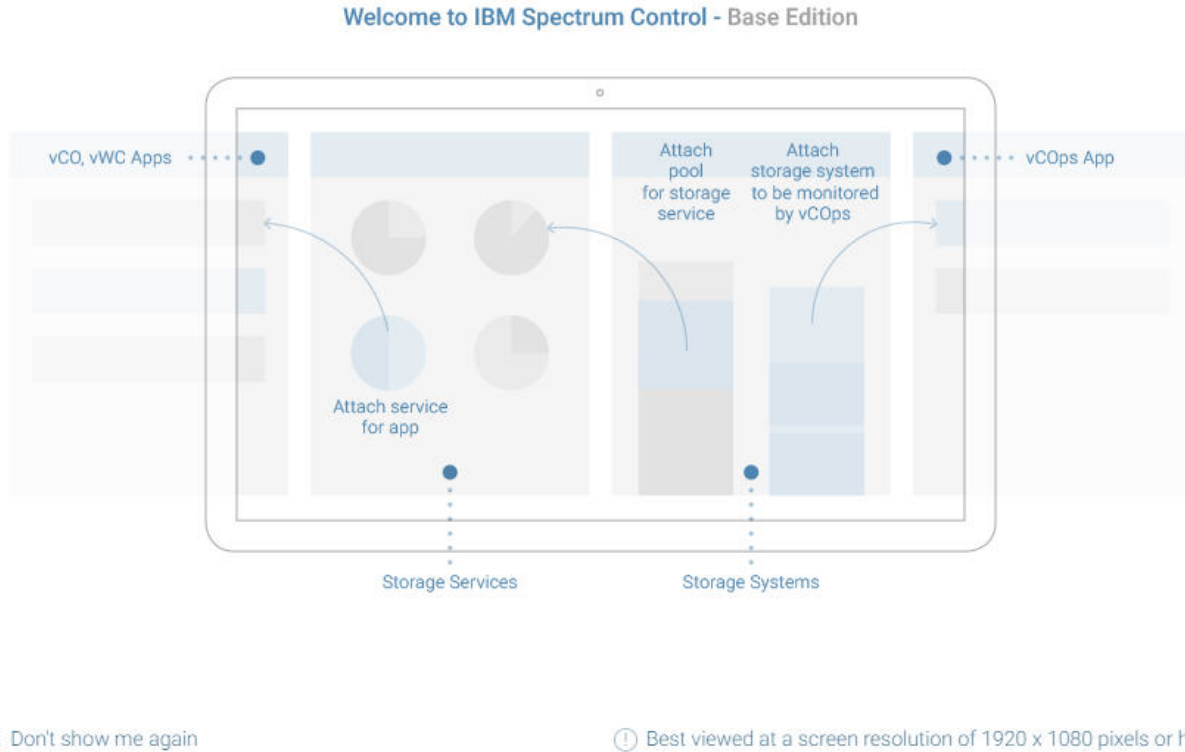 Welcome to IBM Spectrum Control - Base Edition
vCO, vWC Apps
Attach
pool
for storage
service
Attach
storage system
to be monitored
by vCOps
vCOps App
Attach service
for app
Storage Services
Storage Systems
Don't show me again
Best viewed at a screen resolution of 1920 x 1080 pixels or